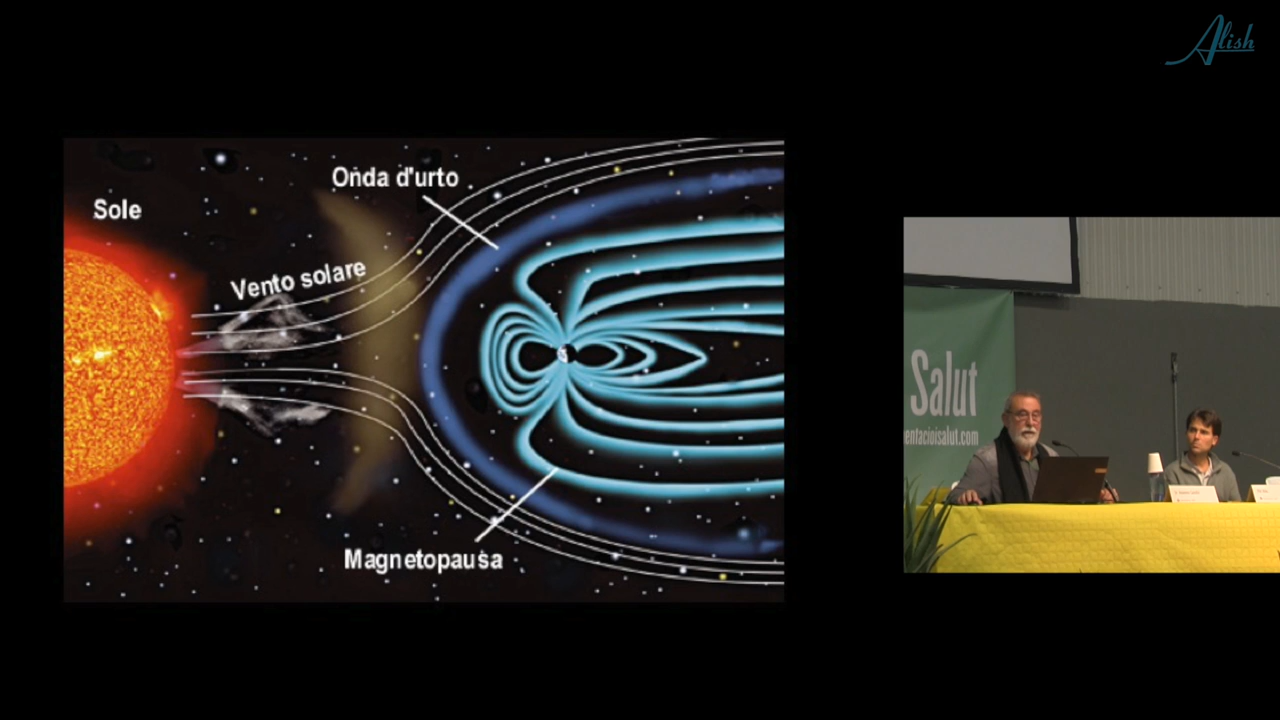 Alish
Sole
Onda d'urto
Vento solare
Magnetopausa
Salut
entacioisalut.com